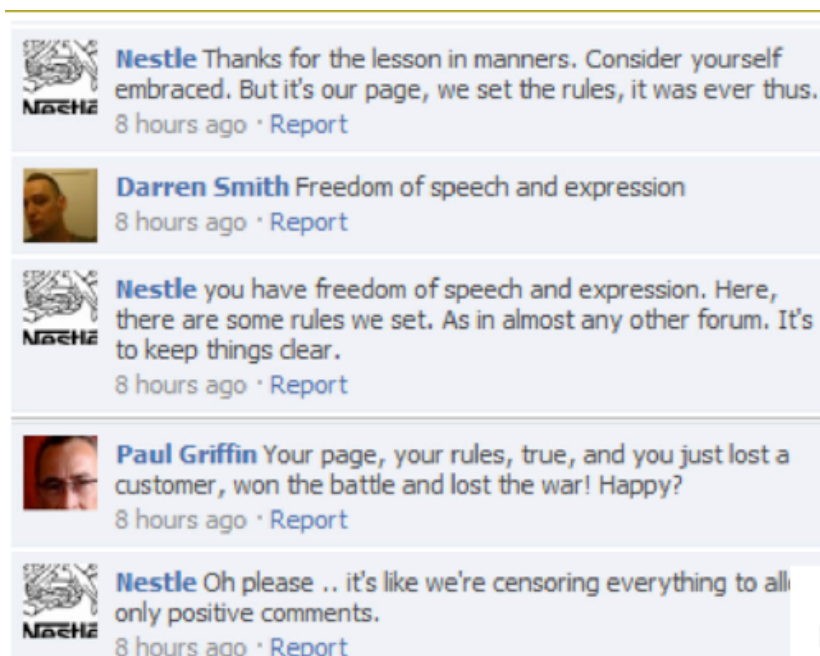 Nestle Thanks for the lesson in manners. Consider yourself
embraced. But it's our page, we set the rules, it was ever thus.
Nestlé
8 hours ago · Report
Darren Smith Freedom of speech and expression
8 hours ago · Report
Nestle you have freedom of speech and expression. Here,
there are some rules we set. As in almost any other forum. It's
Nestlé
to keep things clear.
8 hours ago · Report
Paul Griffin Your page, your rules, true, and you just lost a
customer, won the battle and lost the war! Happy?
8 hours ago · Report
Nestle Oh please .. it's like we're censoring everything to
only positive comments.
Nestlé
8 hours ago · Report